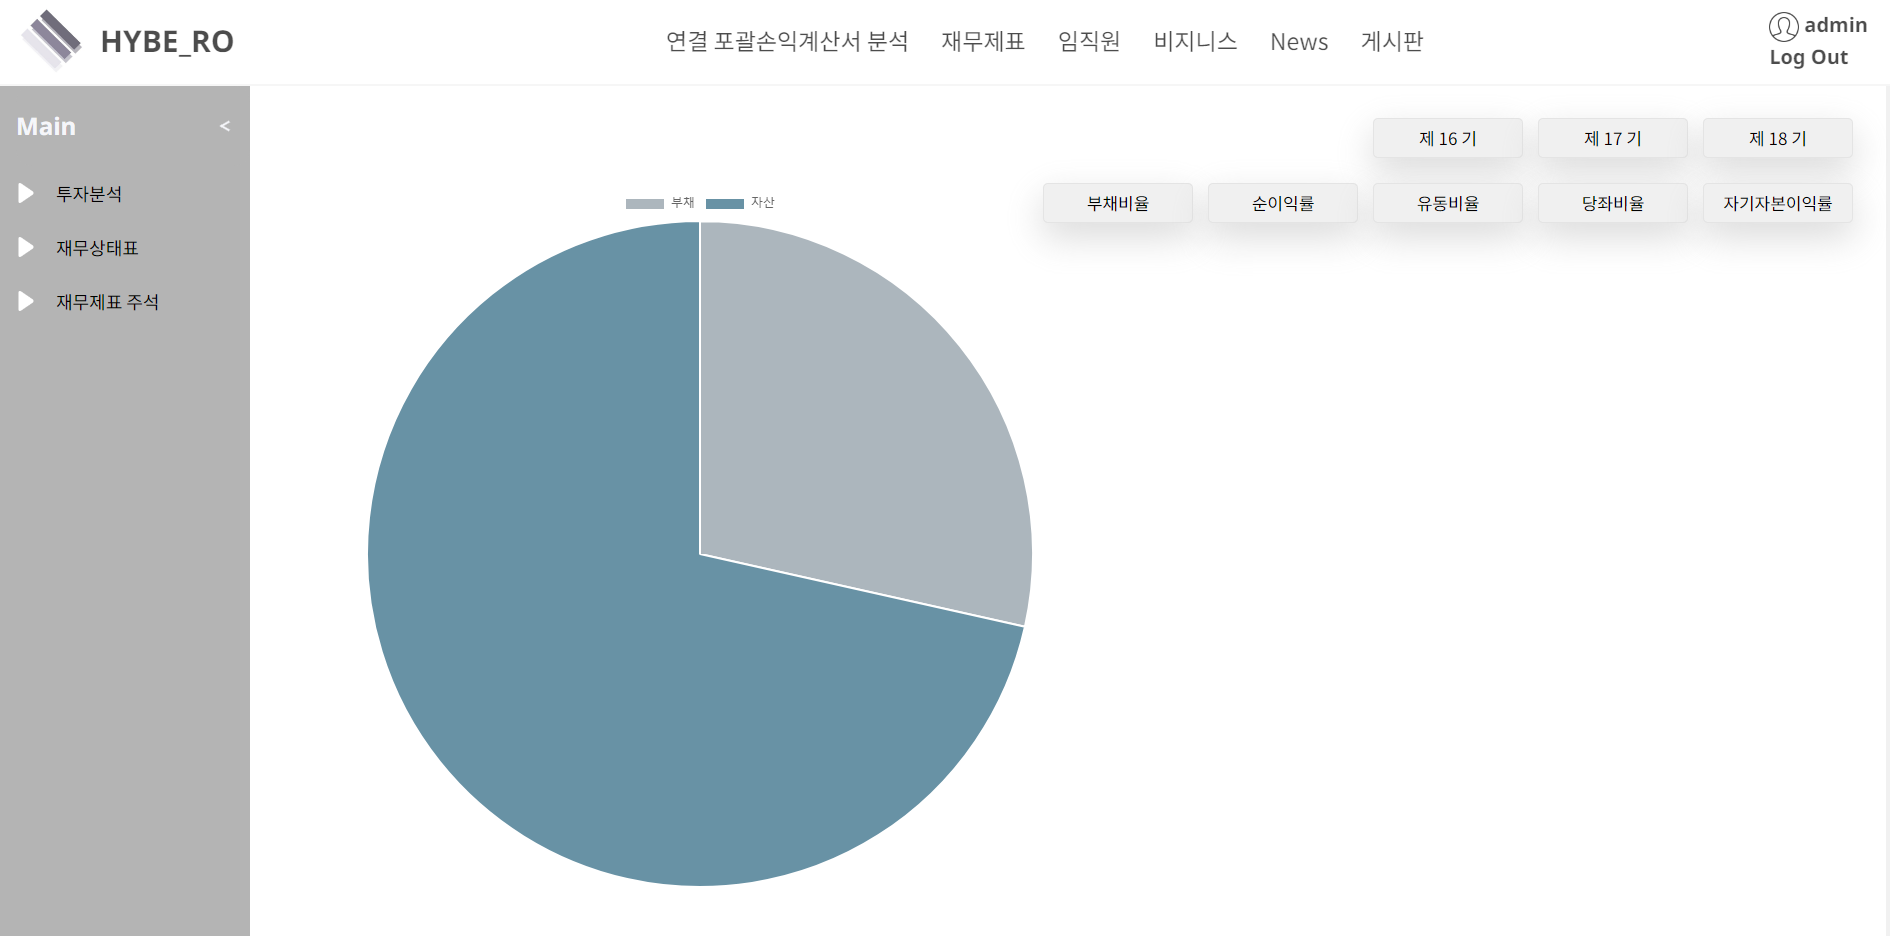 HYBE_RO
연결 포괄손익계산서 분석 재무제표 임직원 비지니스 News 게시판
admin
Log Out
Main <
투자분석
재무상태표
재무제표 주석
제 16 기 제 17 기 제 18 기
부채비율 순이익률 유동비율 당좌비율 자기자본이익률
부채 자산